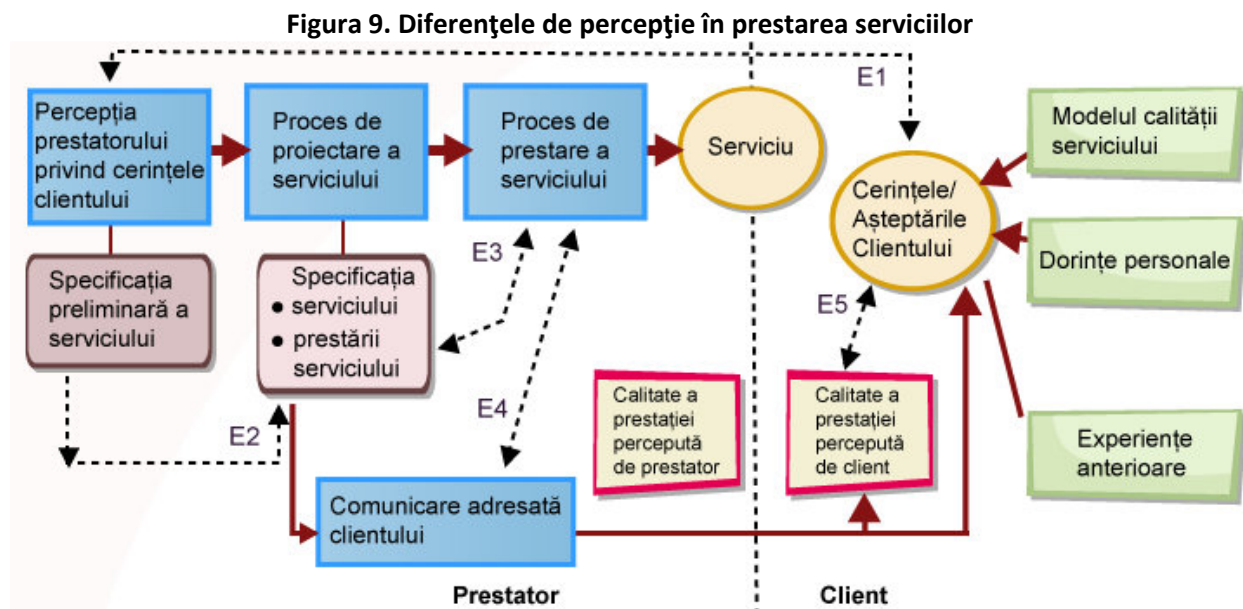 Figura 9. Diferenţele de percepţie în prestarea serviciilor
E1
Percepția
prestatorului
privind cerințele
clientului
Proces de
proiectare a
serviciului
Proces de
prestare a
serviciului
Serviciu
Cerințele/
Așteptările
Clientului
Modelul calității
serviciului
Dorințe personale
Experiențe
anterioare
Specificația
preliminară a
serviciului
Specificația
• serviciului
• prestării
serviciului
E3
E5
E4
E2
Calitate a
prestației
percepută
de prestator
Calitate a
prestației
percepută
de client
Comunicare adresată
clientului
Prestator
Client